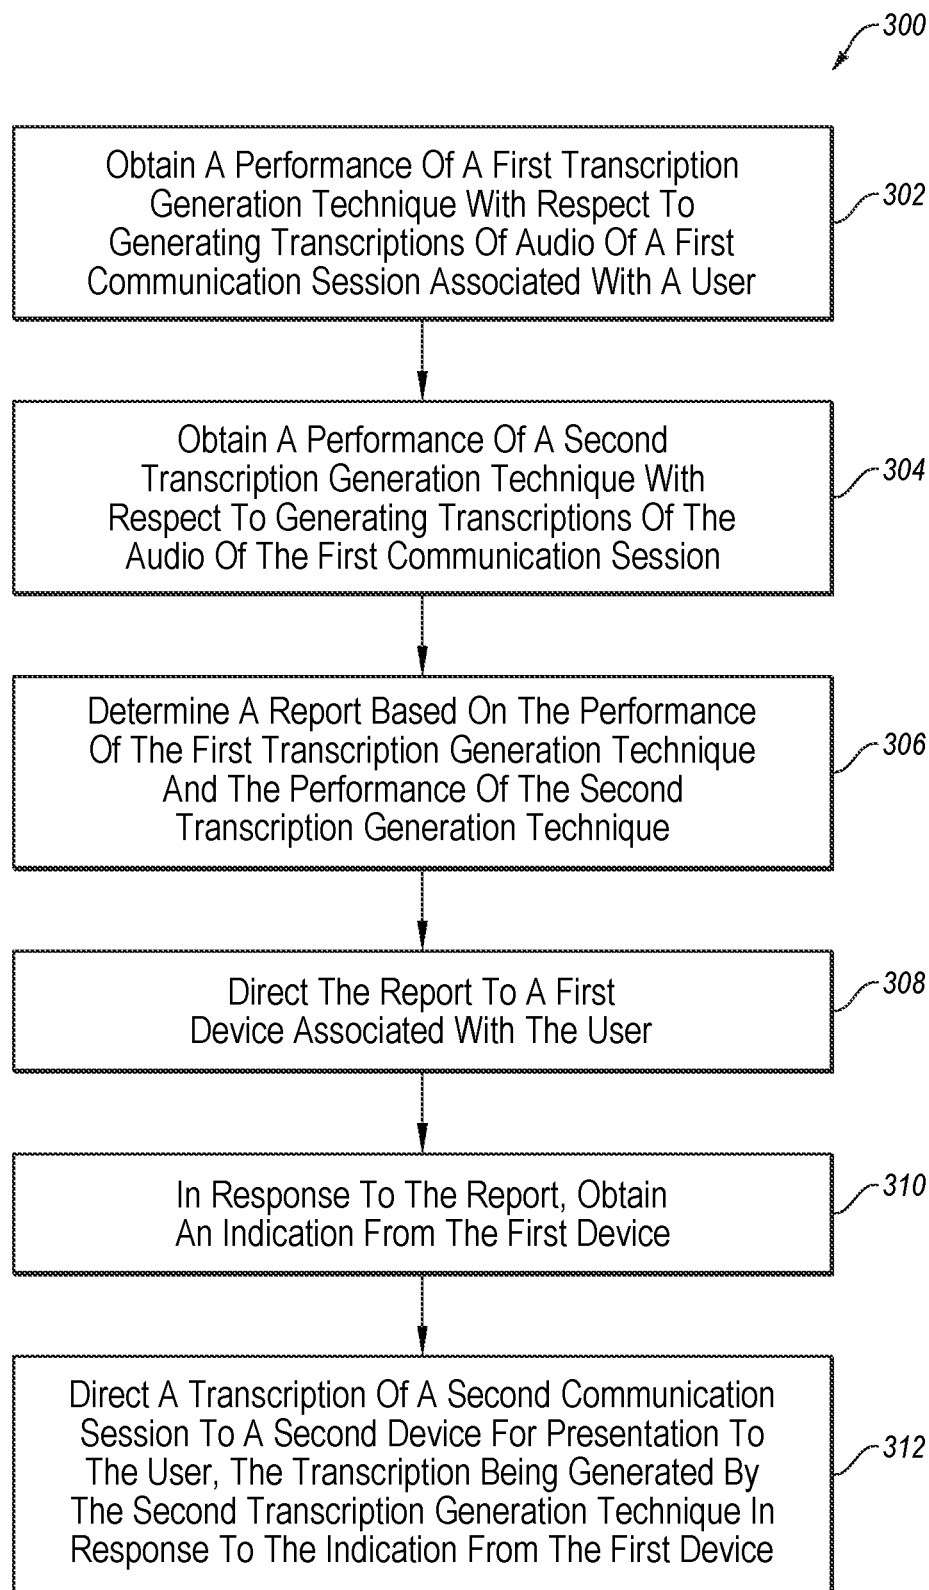 300
Obtain A Performance Of A First Transcription
Generation Technique With Respect To
Generating Transcriptions Of Audio Of A First
Communication Session Associated With A User
302
Obtain A Performance Of A Second
Transcription Generation Technique With
Respect To Generating Transcriptions Of The
Audio Of The First Communication Session
304
Determine A Report Based On The Performance
Of The First Transcription Generation Technique
And The Performance Of The Second
Transcription Generation Technique
306
Direct The Report To A First
Device Associated With The User
308
In Response To The Report, Obtain
An Indication From The First Device
310
Direct A Transcription Of A Second Communication
Session To A Second Device For Presentation To
The User, The Transcription Being Generated By
The Second Transcription Generation Technique In
Response To The Indication From The First Device
312